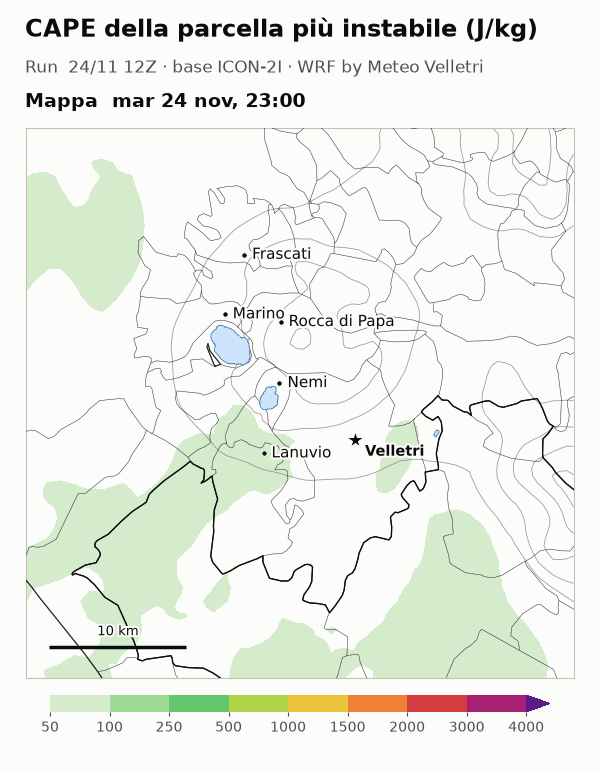 CAPE della parcella più instabile (J/kg)
Run  24/11 12Z · base ICON-2I · WRF by Meteo Velletri
Mappa  mar 24 nov, 23:00
Frascati
Marino
Rocca di Papa
Nemi
Velletri
Lanuvio
10 km
50 100 250 500 1000 1500 2000 3000 4000